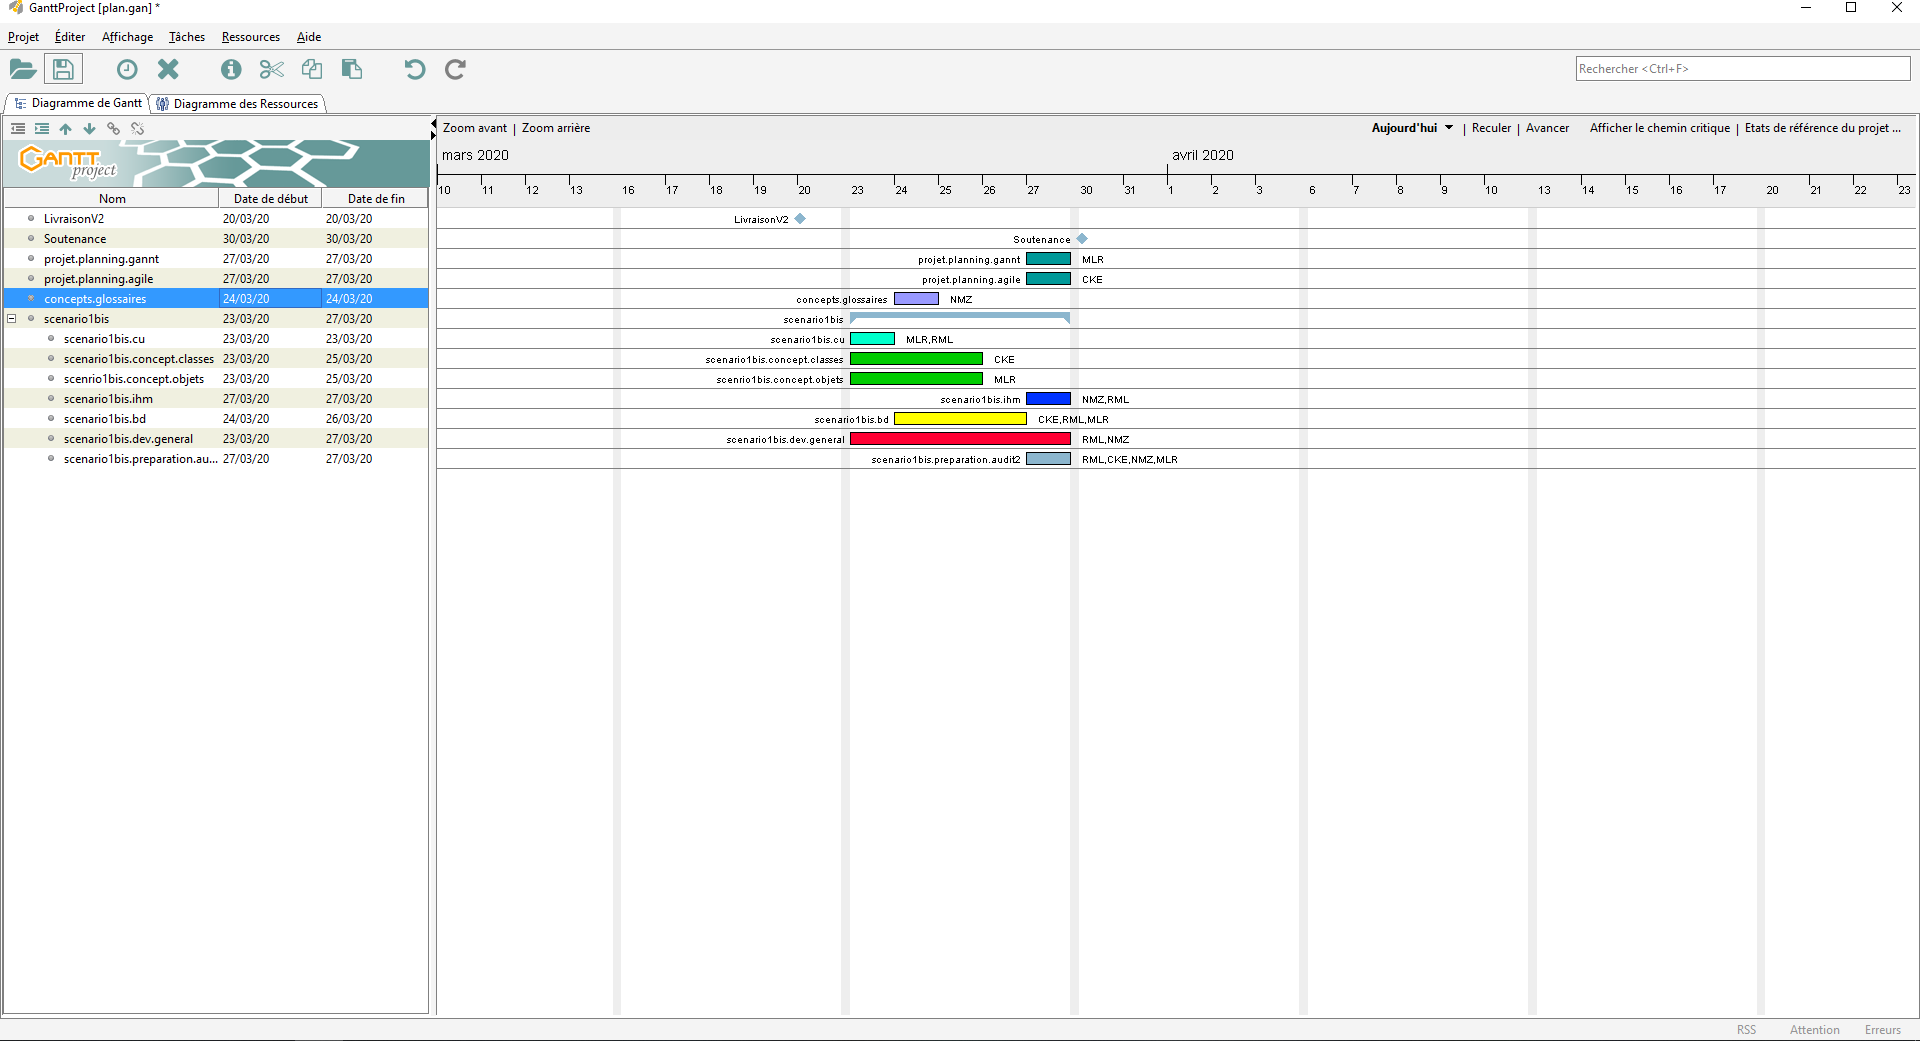 GanttProject [plan.gan] *
Projet Éditer Affichage Tâches Ressources Aide
Rechercher <Ctrl+F>
Diagramme de Gantt Diagramme des Ressources
Zoom avant | Zoom arrière Aujourd'hui | Reculer | Avancer Afficher le chemin critique | Etats de référence du projet ...
GANTT project
mars 2020 avril 2020
10 11 12 13 16 17 18 19 20 23 24 25 26 27 30 31 1 2 3 6 7 8 9 10 13 14 15 16 17 20 21 22 23
Nom Date de début Date de fin
LivraisonV2 20/03/20 20/03/20 LivraisonV2
Soutenance 30/03/20 30/03/20 Soutenance
projet.planning.gannt 27/03/20 27/03/20 projet.planning.gannt MLR
projet.planning.agile 27/03/20 27/03/20 projet.planning.agile CKE
concepts.glossaires 24/03/20 24/03/20 concepts.glossaires NMZ
scenario1bis 23/03/20 27/03/20 scenario1bis
scenario1bis.cu 23/03/20 23/03/20 scenario1bis.cu MLR,RML
scenario1bis.concept.classes 23/03/20 25/03/20 scenario1bis.concept.classes CKE
scenrio1bis.concept.objets 23/03/20 25/03/20 scenrio1bis.concept.objets MLR
scenario1bis.ihm 27/03/20 27/03/20 scenario1bis.ihm NMZ,RML
scenario1bis.bd 24/03/20 26/03/20 scenario1bis.bd CKE,RML,MLR
scenario1bis.dev.general 23/03/20 27/03/20 scenario1bis.dev.general RML,NMZ
scenario1bis.preparation.au... 27/03/20 27/03/20 scenario1bis.preparation.audit2 RML,CKE,NMZ,MLR
RSS Attention Erreurs